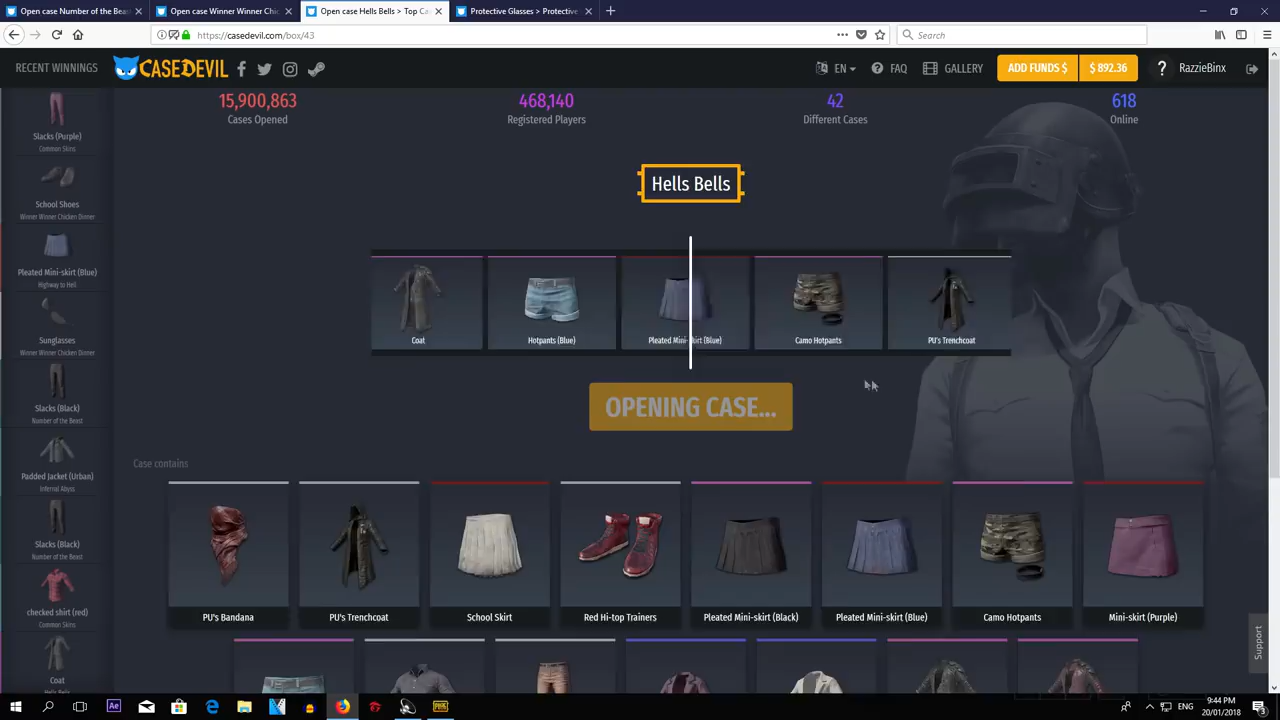 Open case Number of the Beas
Open case Winner Winner Chic
Open case Hells Bells > Top Ca
Protective Glasses > Protective
https://casedevil.com/box/43
Search
RECENT WINNINGS
CASEDEVIL
EN
FAQ
GALLERY
ADD FUNDS $
$ 892.36
?
RazzieBinx
15,900,863
Cases Opened
468,140
Registered Players
42
Different Cases
618
Online
Slacks (Purple)
Common Skins
School Shoes
Winner Winner Chicken Dinner
Pleated Mini-skirt (Blue)
Highway to Hell
Sunglasses
Winner Winner Chicken Dinner
Slacks (Black)
Number of the Beast
Padded Jacket (Urban)
Infernal Abyss
Slacks (Black)
Number of the Beast
checked shirt (red)
Common Skins
Coat
Hells Bells
Hells Bells
Coat
Hotpants (Blue)
Pleated Mini-skirt (Blue)
Camo Hotpants
PU's Trenchcoat
OPENING CASE...
Case contains
PU's Bandana
PU's Trenchcoat
School Skirt
Red Hi-top Trainers
Pleated Mini-skirt (Black)
Pleated Mini-skirt (Blue)
Camo Hotpants
Mini-skirt (Purple)
Support
ENG
9:44 PM
20/01/2018